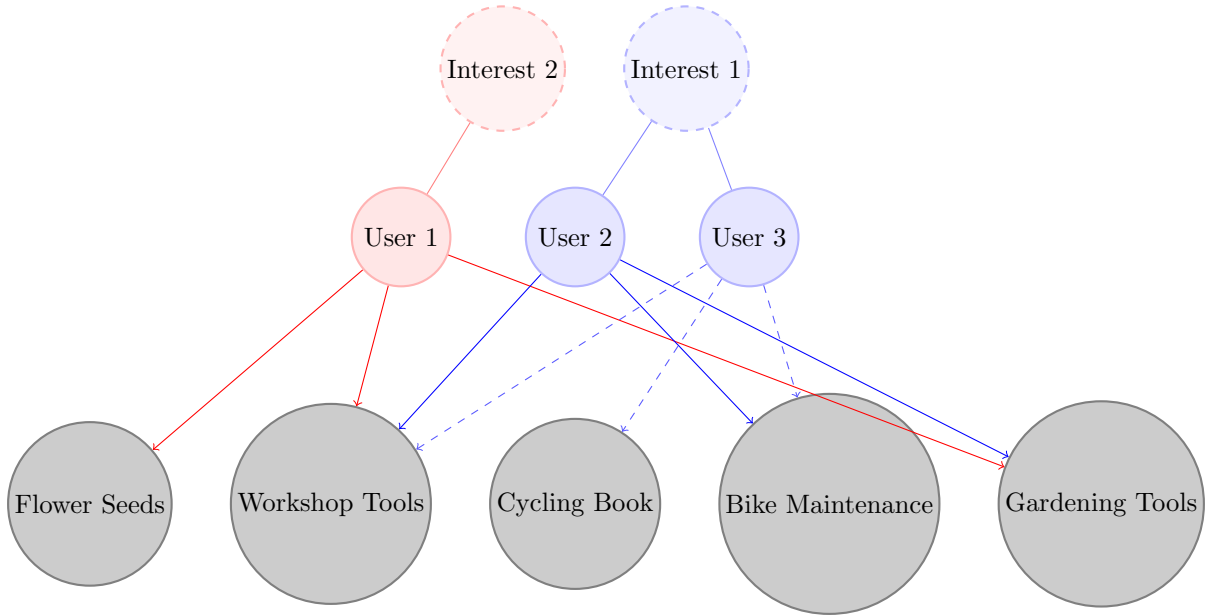 Interest 2
Interest 1
User 1
User 2
User 3
Flower Seeds
Workshop Tools
Cycling Book
Bike Maintenance
Gardening Tools